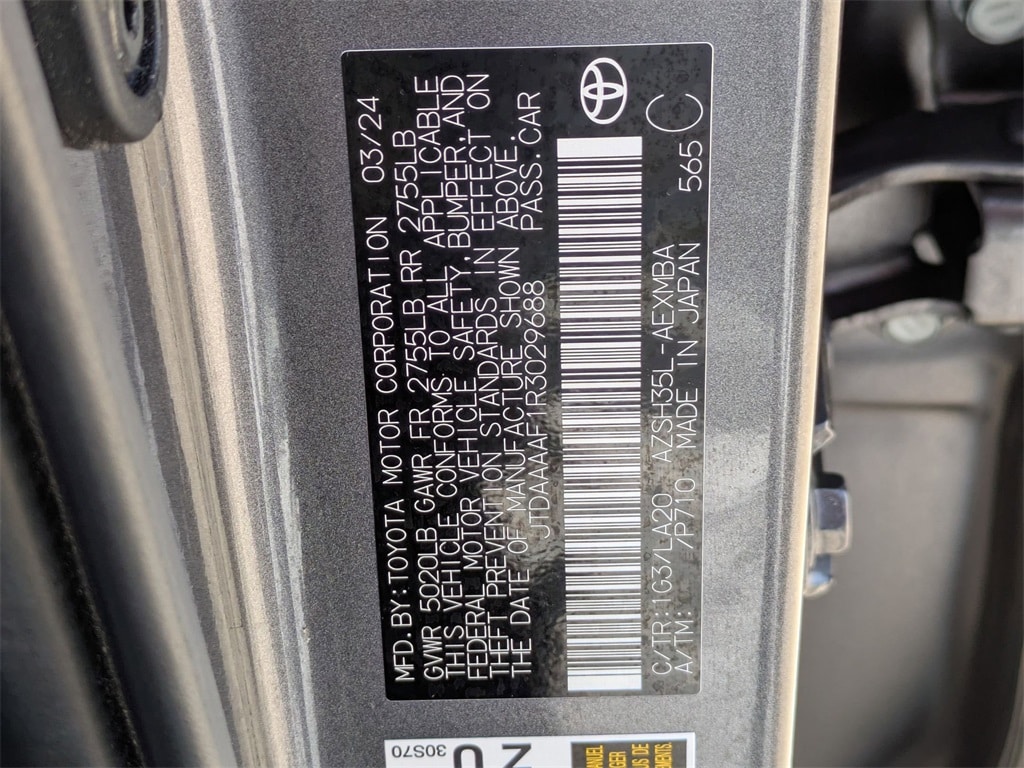 MFD.BY:TOYOTA MOTOR CORPORATION 03/24
GVWR 5020LB GAWR FR 2755LB RR 2755LB
THIS VEHICLE CONFORMS TO ALL APPLICABLE
FEDERAL MOTOR VEHICLE SAFETY,BUMPER,AND
THEFT PREVENTION STANDARDS IN EFFECT ON
THE DATE OF MANUFACTURE SHOWN ABOVE.
JTDAAAAF1R3029688 PASS.CAR
C/TR:1G3/LA20 AZSH35L-AEXMBA
A/TM: /P710 MADE IN JAPAN 565 C
30S70